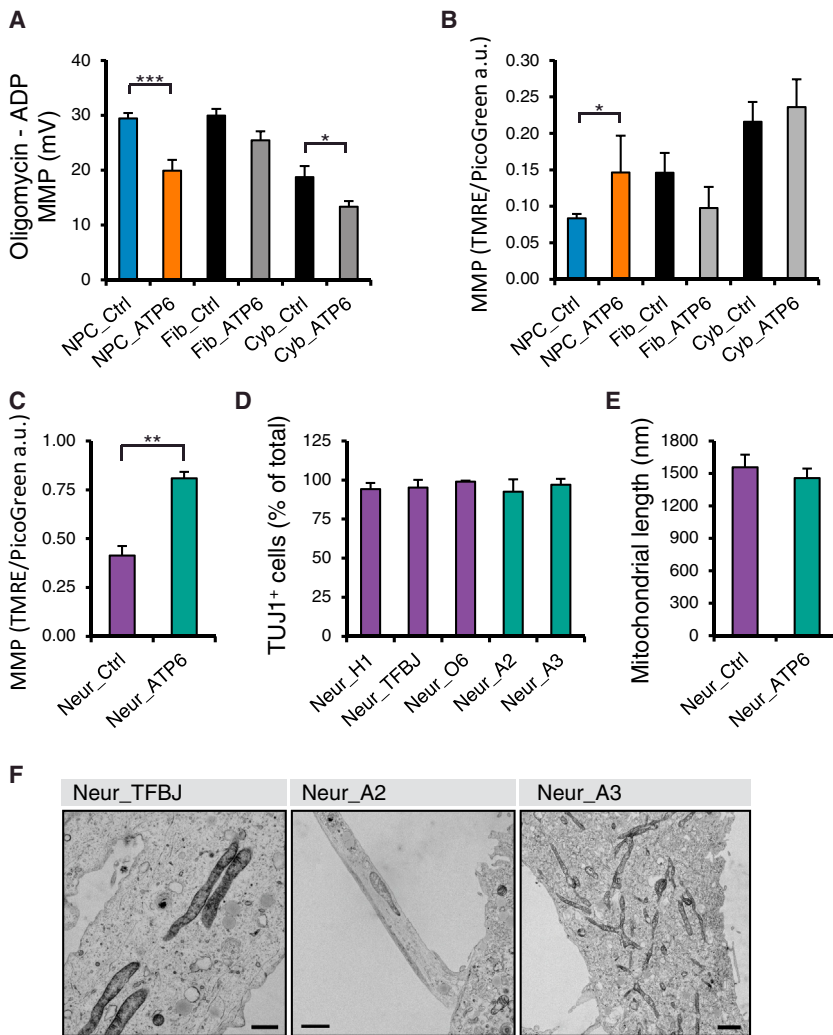 A
Oligomycin - ADP
MMP (mV)
40
30
20
10
0
***
*
NPC_Ctrl
NPC_ATP6
Fib_Ctrl
Fib_ATP6
Cyb_Ctrl
Cyb_ATP6
B
MMP (TMRE/PicoGreen a.u.)
0.30
0.25
0.20
0.15
0.10
0.05
0.00
*
NPC_Ctrl
NPC_ATP6
Fib_Ctrl
Fib_ATP6
Cyb_Ctrl
Cyb_ATP6
C
MMP (TMRE/PicoGreen a.u.)
1.00
0.75
0.50
0.25
0.00
**
Neur_Ctrl
Neur_ATP6
D
TUJ1⁺ cells (% of total)
125
100
75
50
25
0
Neur_H1
Neur_TFBJ
Neur_O6
Neur_A2
Neur_A3
E
Mitochondrial length (nm)
1800
1500
1200
900
600
300
0
Neur_Ctrl
Neur_ATP6
F
Neur_TFBJ
Neur_A2
Neur_A3